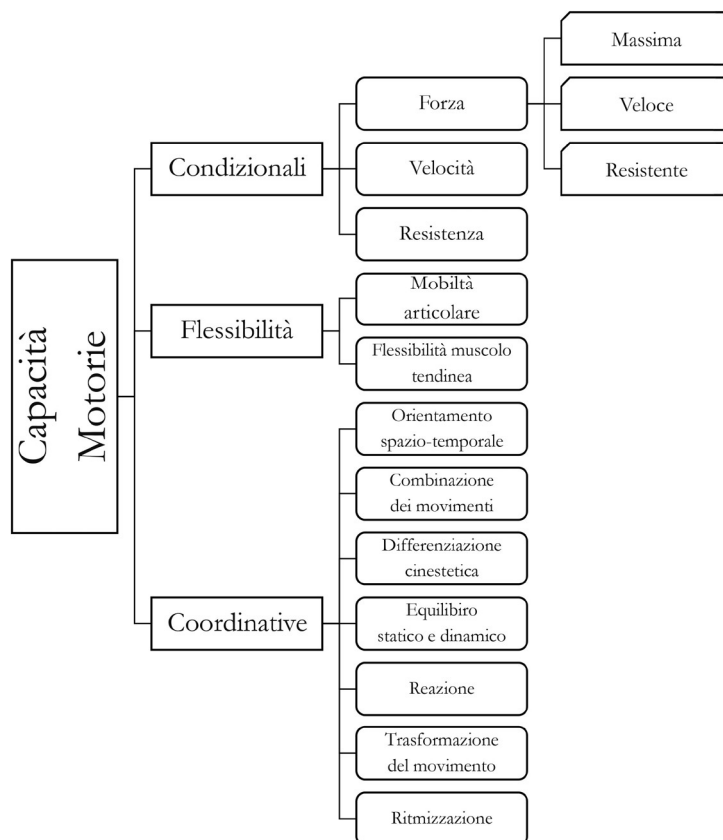 Capacità
Motorie
Condizionali
Forza
Massima
Veloce
Resistente
Velocità
Resistenza
Flessibilità
Mobiltà
articolare
Flessibilità muscolo
tendinea
Coordinative
Orientamento
spazio-temporale
Combinazione
dei movimenti
Differenziazione
cinestetica
Equilibiro
statico e dinamico
Reazione
Trasformazione
del movimento
Ritmizzazione